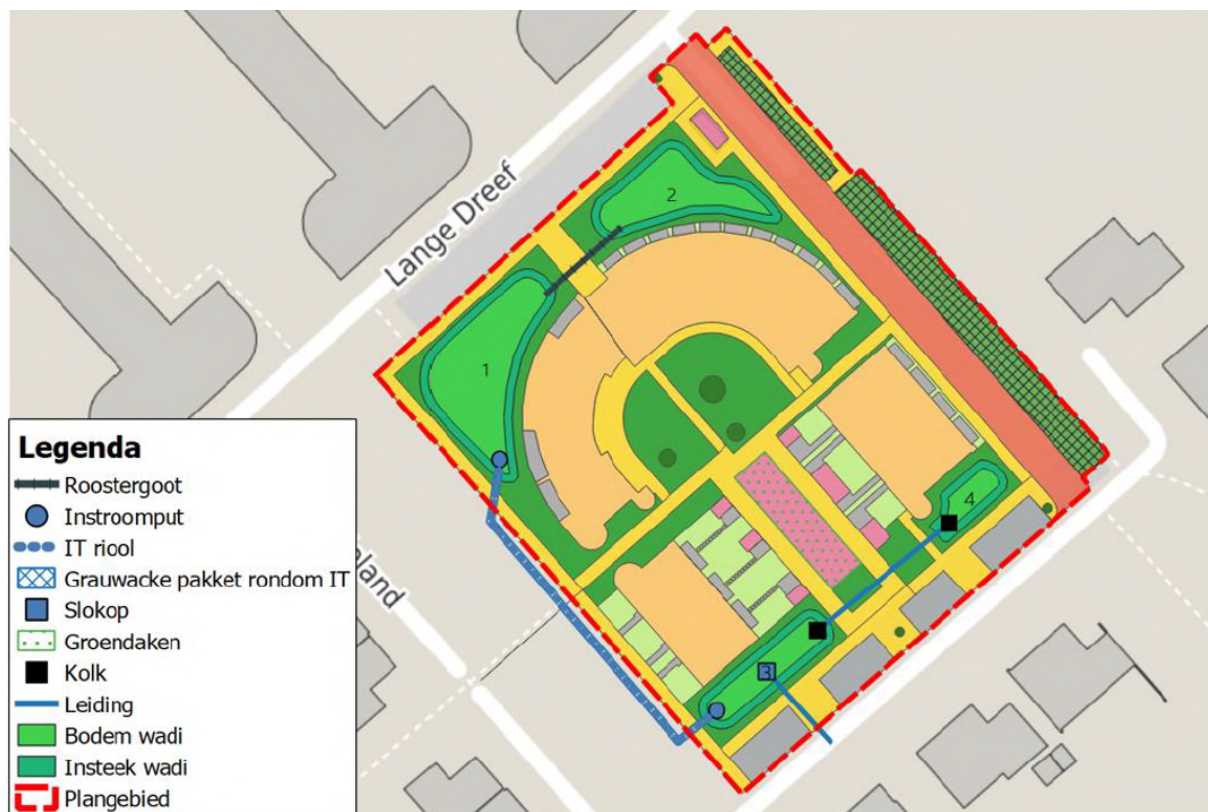 Lange Dreef
2
1
4
3
land
Legenda
Roostergoot
Instroomput
IT riool
Grauwacke pakket rondom IT
Slokop
Groendaken
Kolk
Leiding
Bodem wadi
Insteek wadi
Plangebied